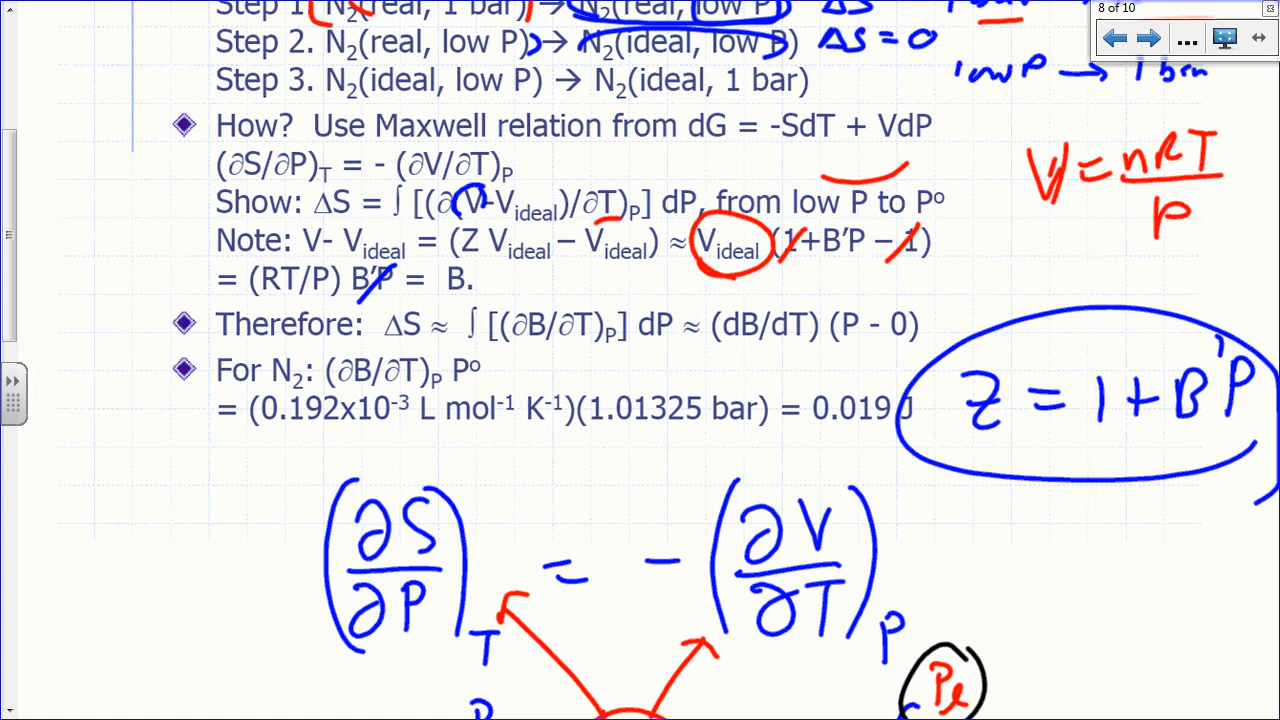 Step 1. N₂(real, 1 bar) → N₂(real, low P) ΔS
8 of 10
Step 2. N₂(real, low P) → N₂(ideal, low P) ΔS = 0
low P → 1 bar
Step 3. N₂(ideal, low P) → N₂(ideal, 1 bar)
How? Use Maxwell relation from dG = -SdT + VdP
(∂S/∂P)T = - (∂V/∂T)P
V = nRT/P
Show: ΔS = ∫ [(∂(V-Videal)/∂T)P] dP, from low P to Pº
Note: V- Videal = (Z Videal – Videal) ≈ Videal (1+B’P – 1)
= (RT/P) B’P = B.
Therefore: ΔS ≈ ∫ [(∂B/∂T)P] dP ≈ (dB/dT) (P - 0)
For N₂: (∂B/∂T)P Pº
= (0.192x10⁻³ L mol⁻¹ K⁻¹)(1.01325 bar) = 0.019 J
Z = 1 + B'P
(∂S/∂P)T = - (∂V/∂T)P